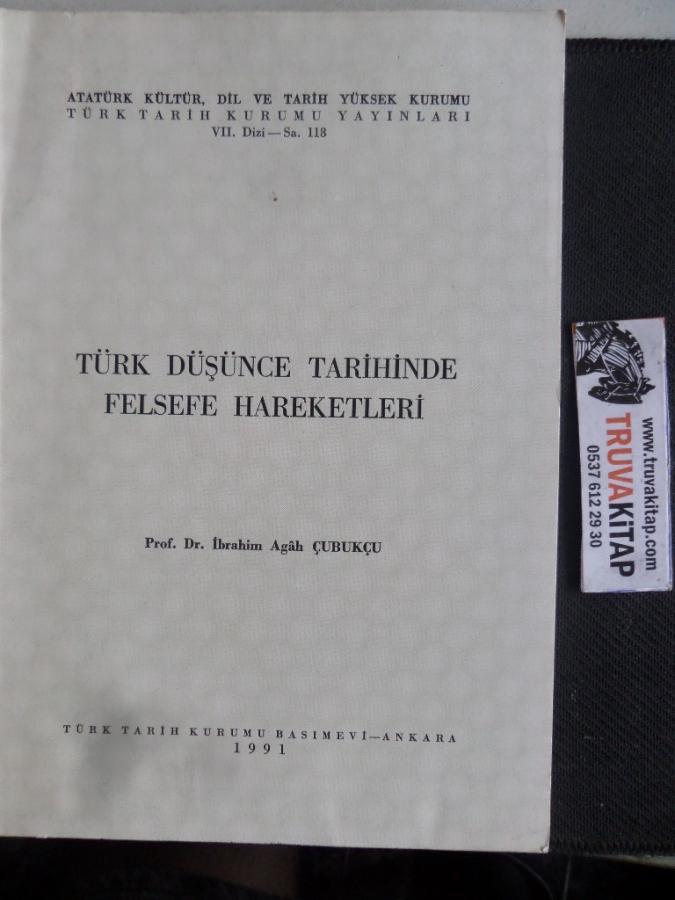 ATATÜRK KÜLTÜR, DİL VE TARİH YÜKSEK KURUMU
TÜRK TARİH KURUMU YAYINLARI
VII. Dizi — Sa. 118
TÜRK DÜŞÜNCE TARİHİNDE
FELSEFE HAREKETLERİ
Prof. Dr. İbrahim Agâh ÇUBUKÇU
TÜRK TARİH KURUMU BASIMEVİ—ANKARA
1991
www.truvakitap.com
TRUVAKİTAP
0537 612 29 30